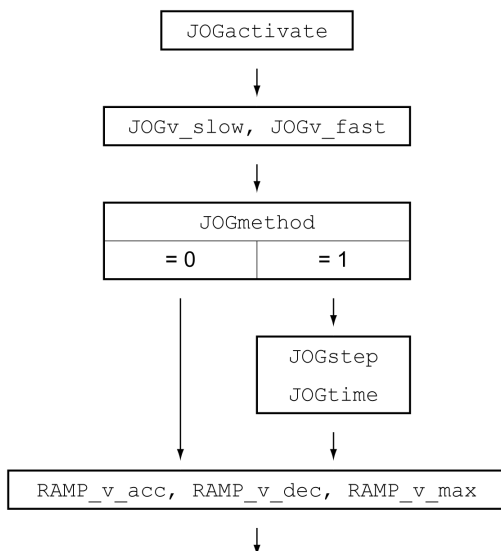 JOGactivate
JOGv_slow, JOGv_fast
JOGmethod
= 0 = 1
JOGstep
JOGtime
RAMP_v_acc, RAMP_v_dec, RAMP_v_max